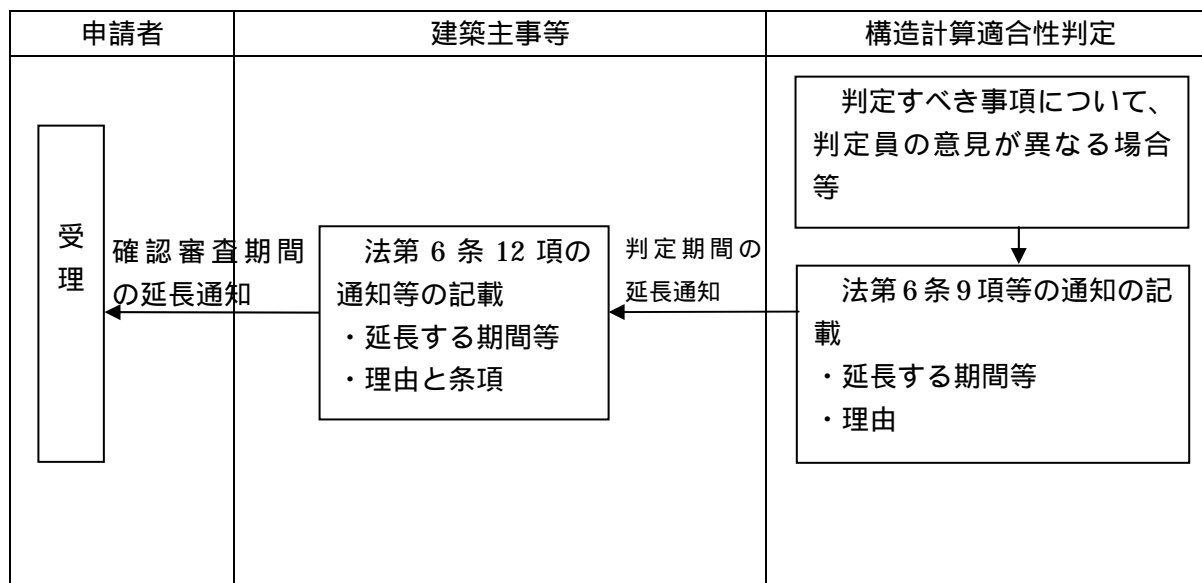 申請者
建築主事等
構造計算適合性判定
判定すべき事項について、
判定員の意見が異なる場合
等
法第6条9項等の通知の記
載
・延長する期間等
・理由
判定期間の
延長通知
法第 6 条 12 項の
通知等の記載
・延長する期間等
・理由と条項
確認審査期間
の延長通知
受
理